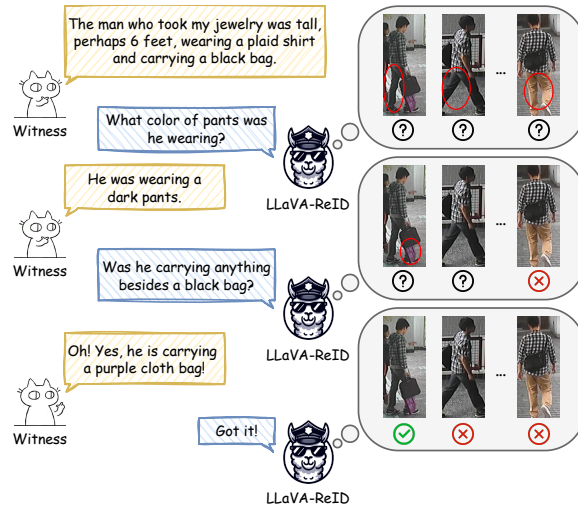 The man who took my jewelry was tall,
perhaps 6 feet, wearing a plaid shirt
and carrying a black bag.
Witness
What color of pants was
he wearing?
LLaVA-ReID
? ? ... ?
He was wearing a
dark pants.
Witness
Was he carrying anything
besides a black bag?
LLaVA-ReID
? ? ...
Oh! Yes, he is carrying
a purple cloth bag!
Witness
Got it!
LLaVA-ReID
...